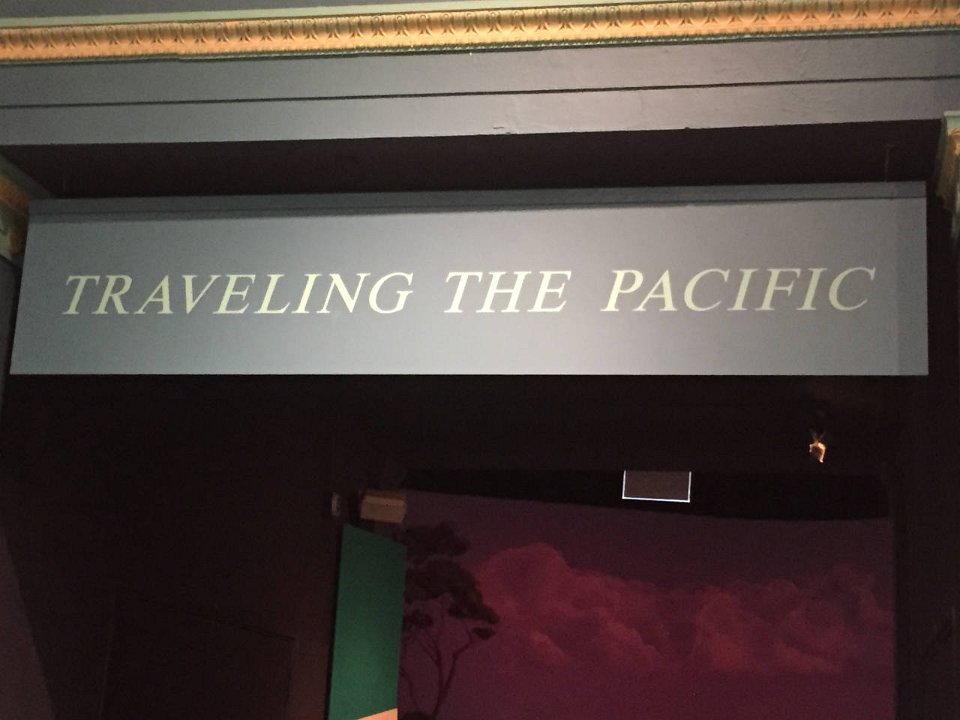 TRAVELING THE PACIFIC